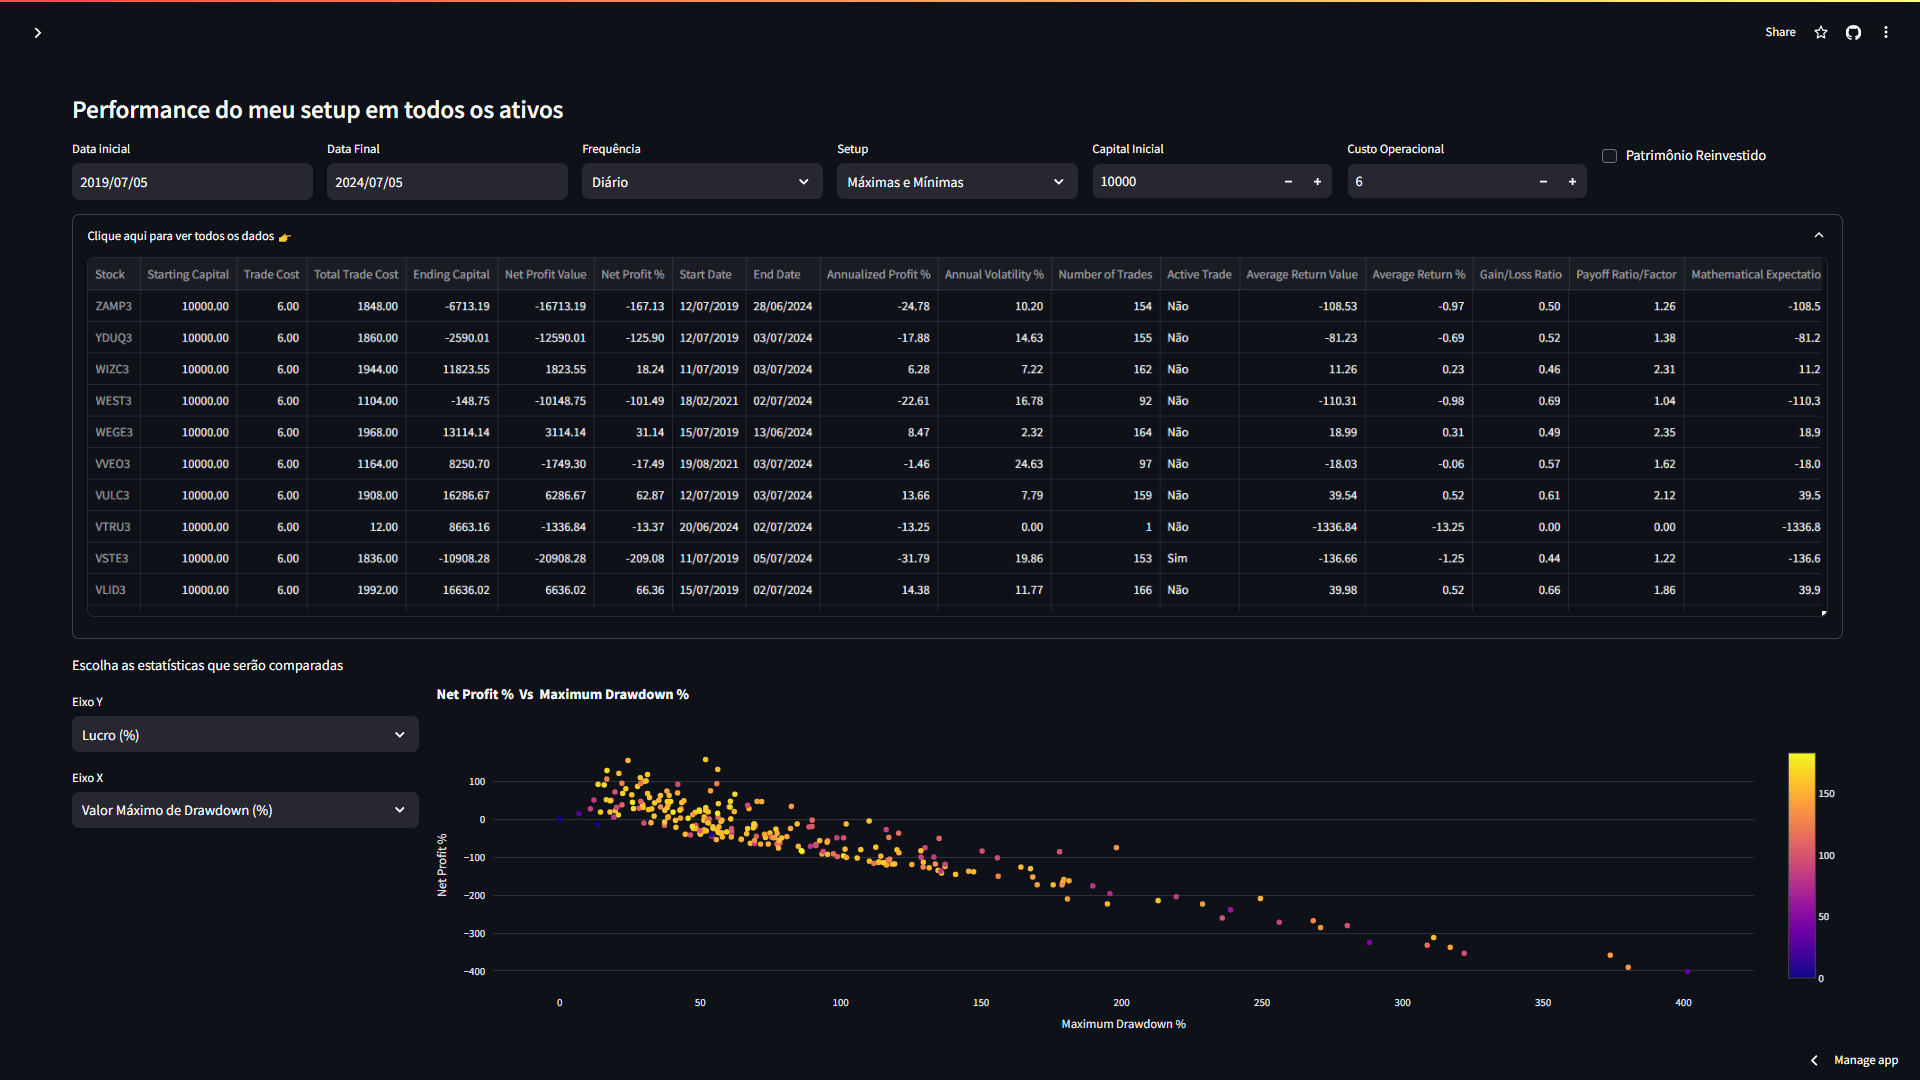 Share
Performance do meu setup em todos os ativos
Data inicial Data Final Frequência Setup Capital Inicial Custo Operacional
Patrimônio Reinvestido
2019/07/05 2024/07/05 Diário Máximas e Mínimas 10000 − + 6 − +
Clique aqui para ver todos os dados 👉
Stock Starting Capital Trade Cost Total Trade Cost Ending Capital Net Profit Value Net Profit % Start Date End Date Annualized Profit % Annual Volatility % Number of Trades Active Trade Average Return Value Average Return % Gain/Loss Ratio Payoff Ratio/Factor Mathematical Expectatio
ZAMP3 10000.00 6.00 1848.00 -6713.19 -16713.19 -167.13 12/07/2019 28/06/2024 -24.78 10.20 154 Não -108.53 -0.97 0.50 1.26 -108.5
YDUQ3 10000.00 6.00 1860.00 -2590.01 -12590.01 -125.90 12/07/2019 03/07/2024 -17.88 14.63 155 Não -81.23 -0.69 0.52 1.38 -81.2
WIZC3 10000.00 6.00 1944.00 11823.55 1823.55 18.24 11/07/2019 03/07/2024 6.28 7.22 162 Não 11.26 0.23 0.46 2.31 11.2
WEST3 10000.00 6.00 1104.00 -148.75 -10148.75 -101.49 18/02/2021 02/07/2024 -22.61 16.78 92 Não -110.31 -0.98 0.69 1.04 -110.3
WEGE3 10000.00 6.00 1968.00 13114.14 3114.14 31.14 15/07/2019 13/06/2024 8.47 2.32 164 Não 18.99 0.31 0.49 2.35 18.9
VVEO3 10000.00 6.00 1164.00 8250.70 -1749.30 -17.49 19/08/2021 03/07/2024 -1.46 24.63 97 Não -18.03 -0.06 0.57 1.62 -18.0
VULC3 10000.00 6.00 1908.00 16286.67 6286.67 62.87 12/07/2019 03/07/2024 13.66 7.79 159 Não 39.54 0.52 0.61 2.12 39.5
VTRU3 10000.00 6.00 12.00 8663.16 -1336.84 -13.37 20/06/2024 02/07/2024 -13.25 0.00 1 Não -1336.84 -13.25 0.00 0.00 -1336.8
VSTE3 10000.00 6.00 1836.00 -10908.28 -20908.28 -209.08 11/07/2019 05/07/2024 -31.79 19.86 153 Sim -136.66 -1.25 0.44 1.22 -136.6
VLID3 10000.00 6.00 1992.00 16636.02 6636.02 66.36 15/07/2019 02/07/2024 14.38 11.77 166 Não 39.98 0.52 0.66 1.86 39.9
Escolha as estatísticas que serão comparadas
Eixo Y
Lucro (%)
Eixo X
Valor Máximo de Drawdown (%)
Net Profit % Vs Maximum Drawdown %
Net Profit %
100
0
−100
−200
−300
−400
0 50 100 150 200 250 300 350 400
Maximum Drawdown %
150
100
50
0
Manage app